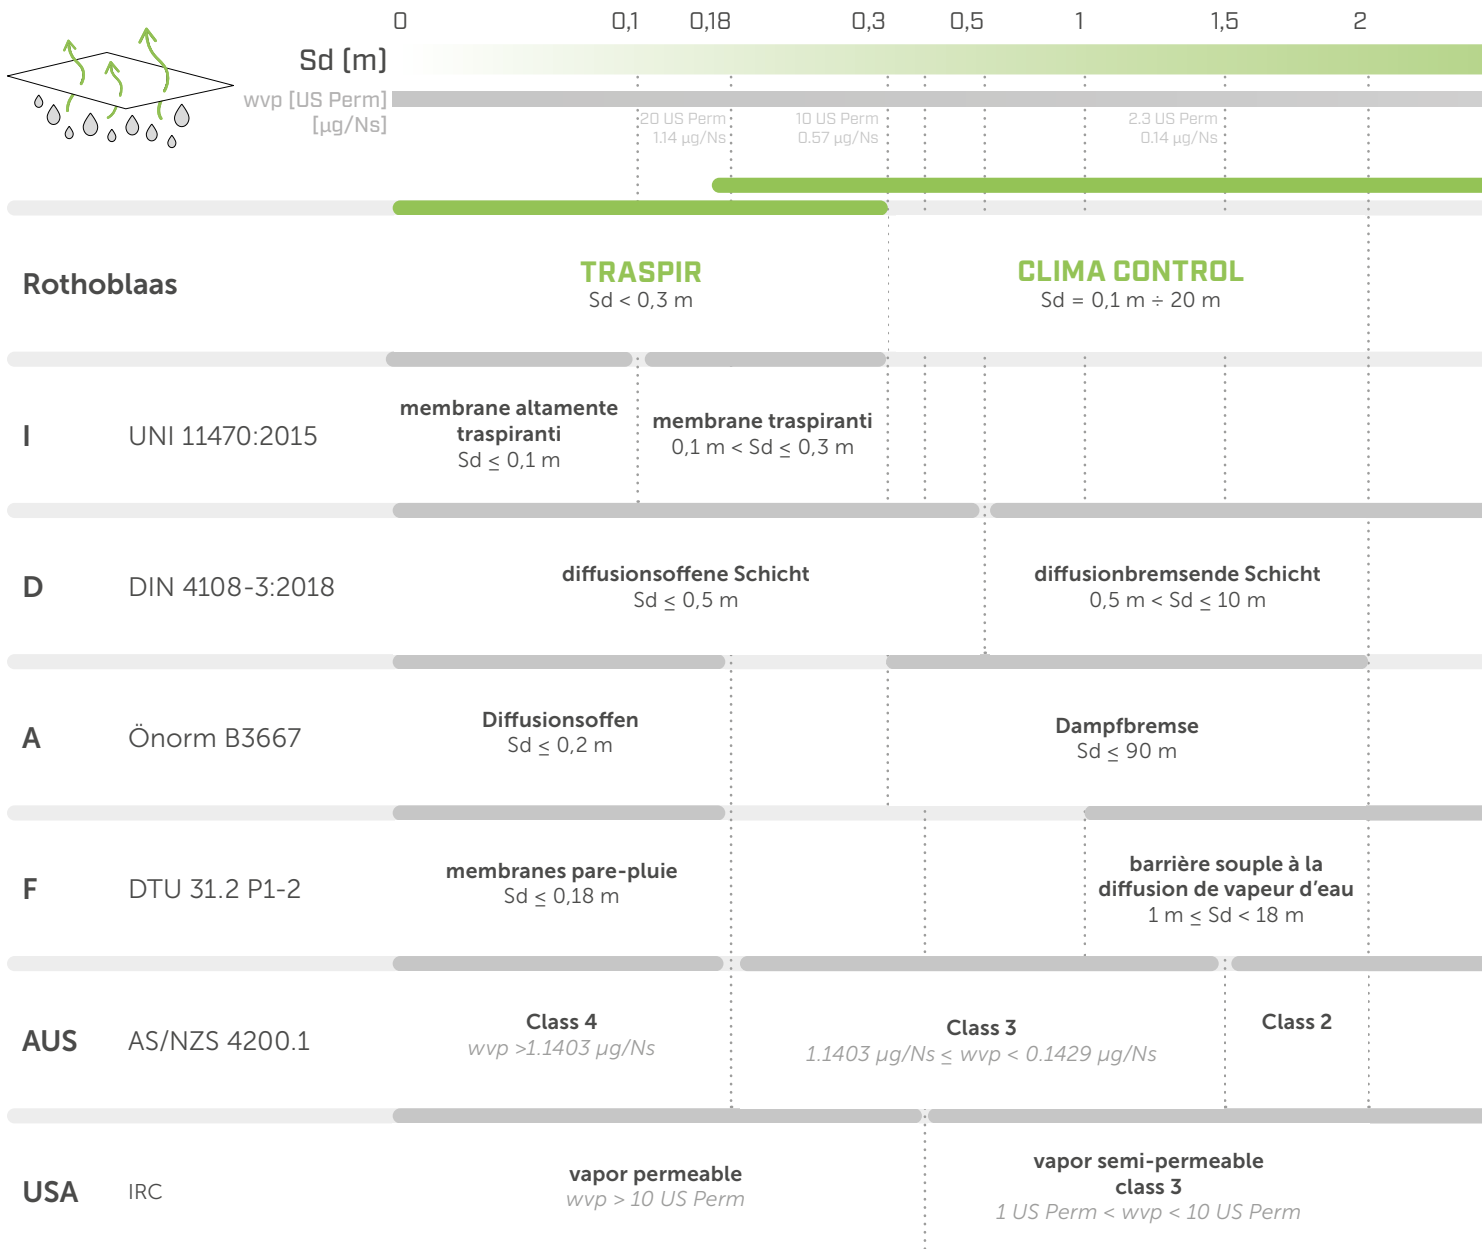 0 0,1 0,18 0,3 0,5 1 1,5 2
Sd [m]
wvp [US Perm]
[µg/Ns]
20 US Perm 10 US Perm 2.3 US Perm
1.14 µg/Ns 0.57 µg/Ns 0.14 µg/Ns
Rothoblaas
TRASPIR
Sd < 0,3 m
CLIMA CONTROL
Sd = 0,1 m ÷ 20 m
I UNI 11470:2015
membrane altamente
traspiranti
Sd ≤ 0,1 m
membrane traspiranti
0,1 m < Sd ≤ 0,3 m
D DIN 4108-3:2018
diffusionsoffene Schicht
Sd ≤ 0,5 m
diffusionbremsende Schicht
0,5 m < Sd ≤ 10 m
A Önorm B3667
Diffusionsoffen
Sd ≤ 0,2 m
Dampfbremse
Sd ≤ 90 m
F DTU 31.2 P1-2
membranes pare-pluie
Sd ≤ 0,18 m
barrière souple à la
diffusion de vapeur d’eau
1 m ≤ Sd < 18 m
AUS AS/NZS 4200.1
Class 4
wvp >1.1403 µg/Ns
Class 3
1.1403 µg/Ns ≤ wvp < 0.1429 µg/Ns
Class 2
USA IRC
vapor permeable
wvp > 10 US Perm
vapor semi-permeable
class 3
1 US Perm < wvp < 10 US Perm